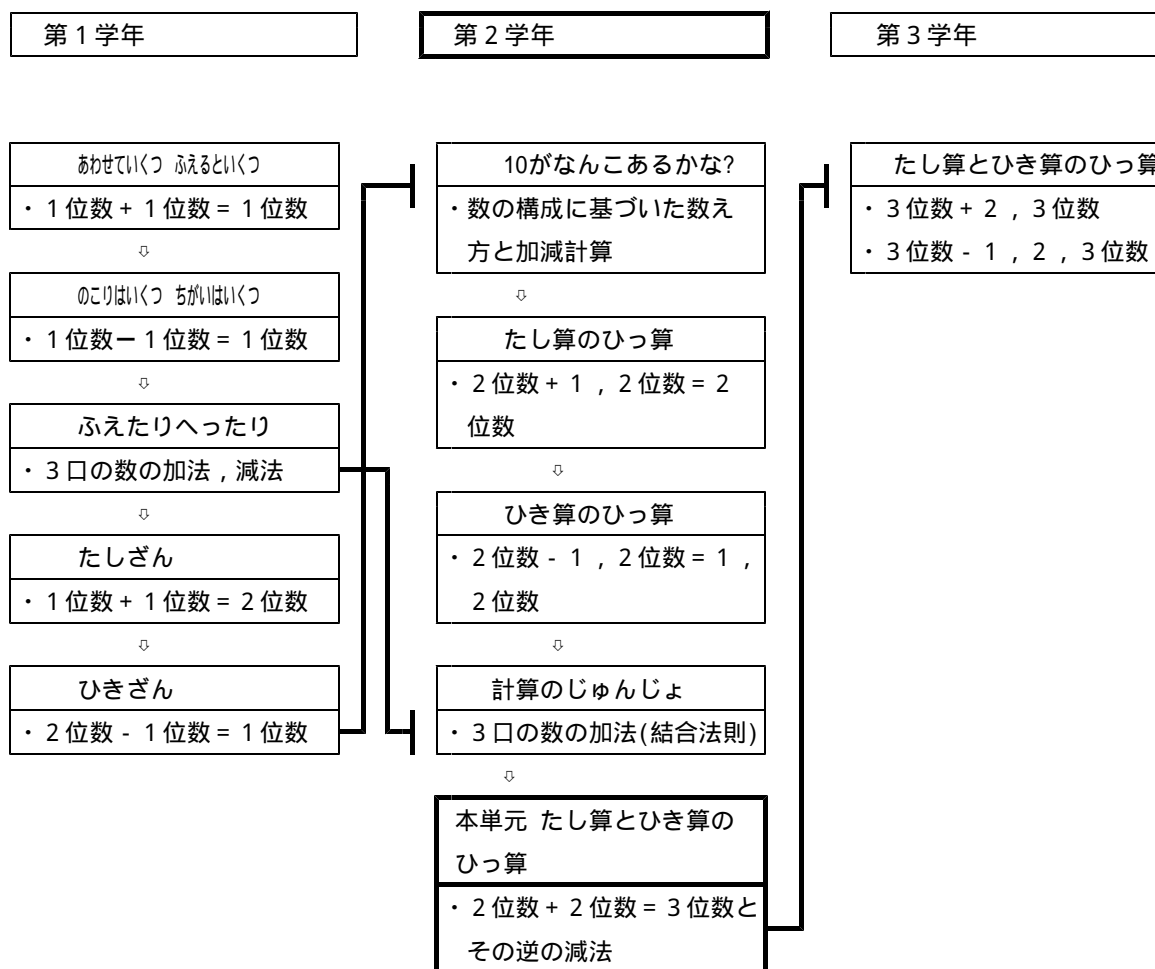 第１学年
第２学年
第３学年
あわせていくつ ふえるといくつ
・１位数＋１位数＝１位数
⇩
のこりはいくつ ちがいはいくつ
・１位数ー１位数＝１位数
⇩
ふえたりへったり
・３口の数の加法，減法
⇩
たしざん
・１位数＋１位数＝２位数
⇩
ひきざん
・２位数－１位数＝１位数
10がなんこあるかな?
・数の構成に基づいた数え
方と加減計算
⇩
たし算のひっ算
・２位数＋１，２位数＝２
位数
⇩
ひき算のひっ算
・２位数－１，２位数＝１，
２位数
⇩
計算のじゅんじょ
・３口の数の加法(結合法則)
⇩
本単元 たし算とひき算の
ひっ算
・２位数＋２位数＝３位数と
その逆の減法
たし算とひき算のひっ算
・３位数＋２，３位数
・３位数－１，２，３位数